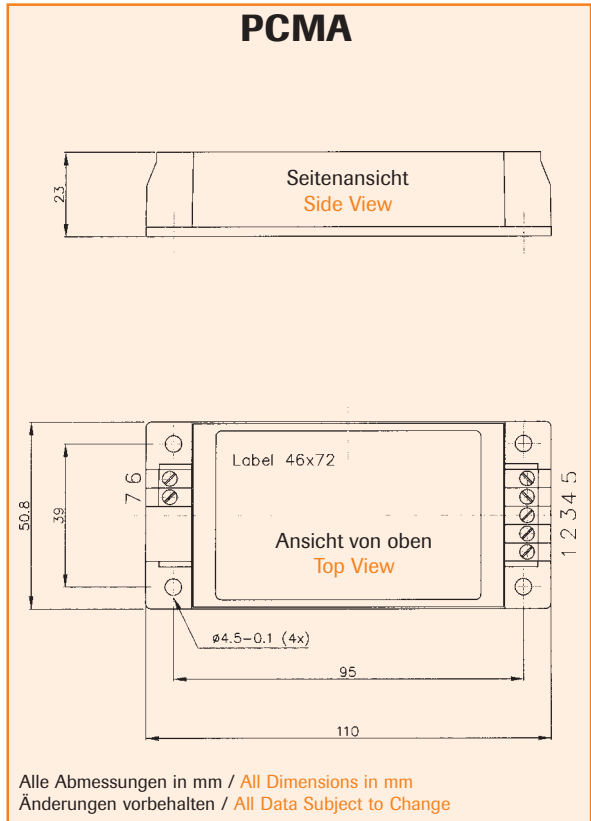 PCMA
Seitenansicht
Side View
23
Label 46x72
7 6
1 2 3 4 5
50.8
39
Ansicht von oben
Top View
ø4.5-0.1 (4x)
95
110
Alle Abmessungen in mm / All Dimensions in mm
Änderungen vorbehalten / All Data Subject to Change